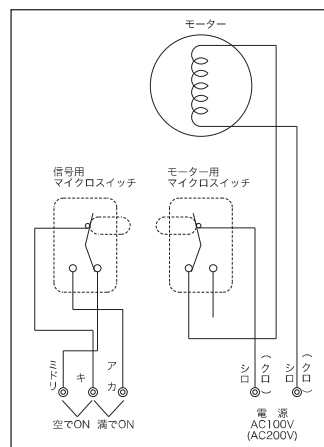 モーター
信号用
マイクロスイッチ
モーター用
マイクロスイッチ
ミドリ
キ
アカ
シロ
(クロ)
シロ
(クロ)
空でON
満でON
電源
AC100V
(AC200V)